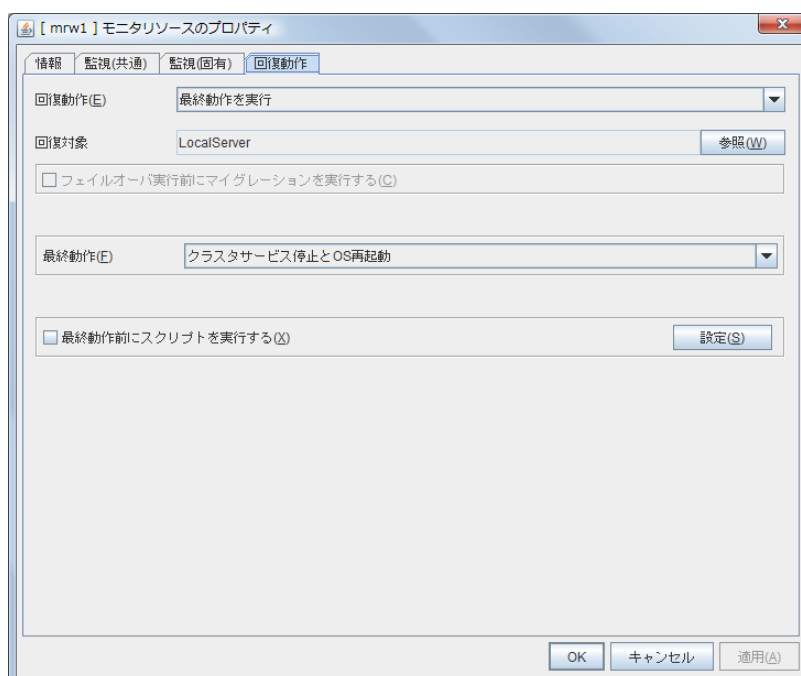 [ mrw1 ] モニタリソースのプロパティ
情報 監視(共通) 監視(固有) 回復動作
回復動作(E) 最終動作を実行
回復対象 LocalServer 参照(W)
フェイルオーバ実行前にマイグレーションを実行する(C)
最終動作(F) クラスタサービス停止とOS再起動
最終動作前にスクリプトを実行する(X) 設定(S)
OK キャンセル 適用(A)